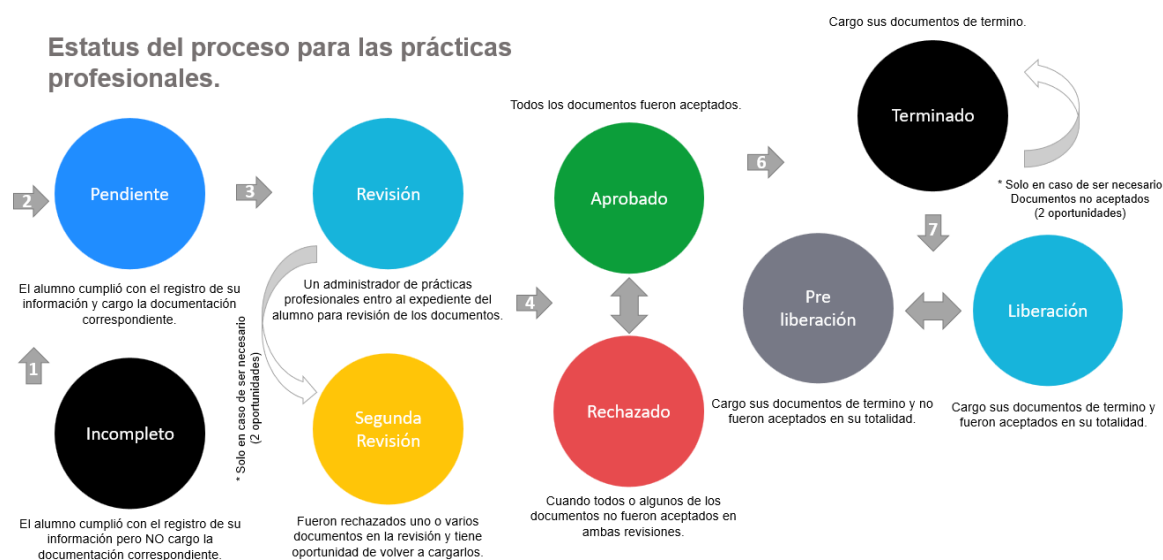 Estatus del proceso para las prácticas
profesionales.
2
Pendiente
El alumno cumplió con el registro de su
información y cargo la documentación
correspondiente.
1
Incompleto
El alumno cumplió con el registro de su
información pero NO cargo la
documentación correspondiente.
3
Revisión
Un administrador de prácticas
profesionales entro al expediente del
alumno para revisión de los documentos.
* Solo en caso de ser necesario
(2 oportunidades)
Segunda
Revisión
Fueron rechazados uno o varios
documentos en la revisión y tiene
oportunidad de volver a cargarlos.
4
Todos los documentos fueron aceptados.
Aprobado
Rechazado
Cuando todos o algunos de los
documentos no fueron aceptados en
ambas revisiones.
6
Cargo sus documentos de termino.
Terminado
* Solo en caso de ser necesario
Documentos no aceptados
(2 oportunidades)
7
Pre
liberación
Cargo sus documentos de termino y no
fueron aceptados en su totalidad.
Liberación
Cargo sus documentos de termino y
fueron aceptados en su totalidad.